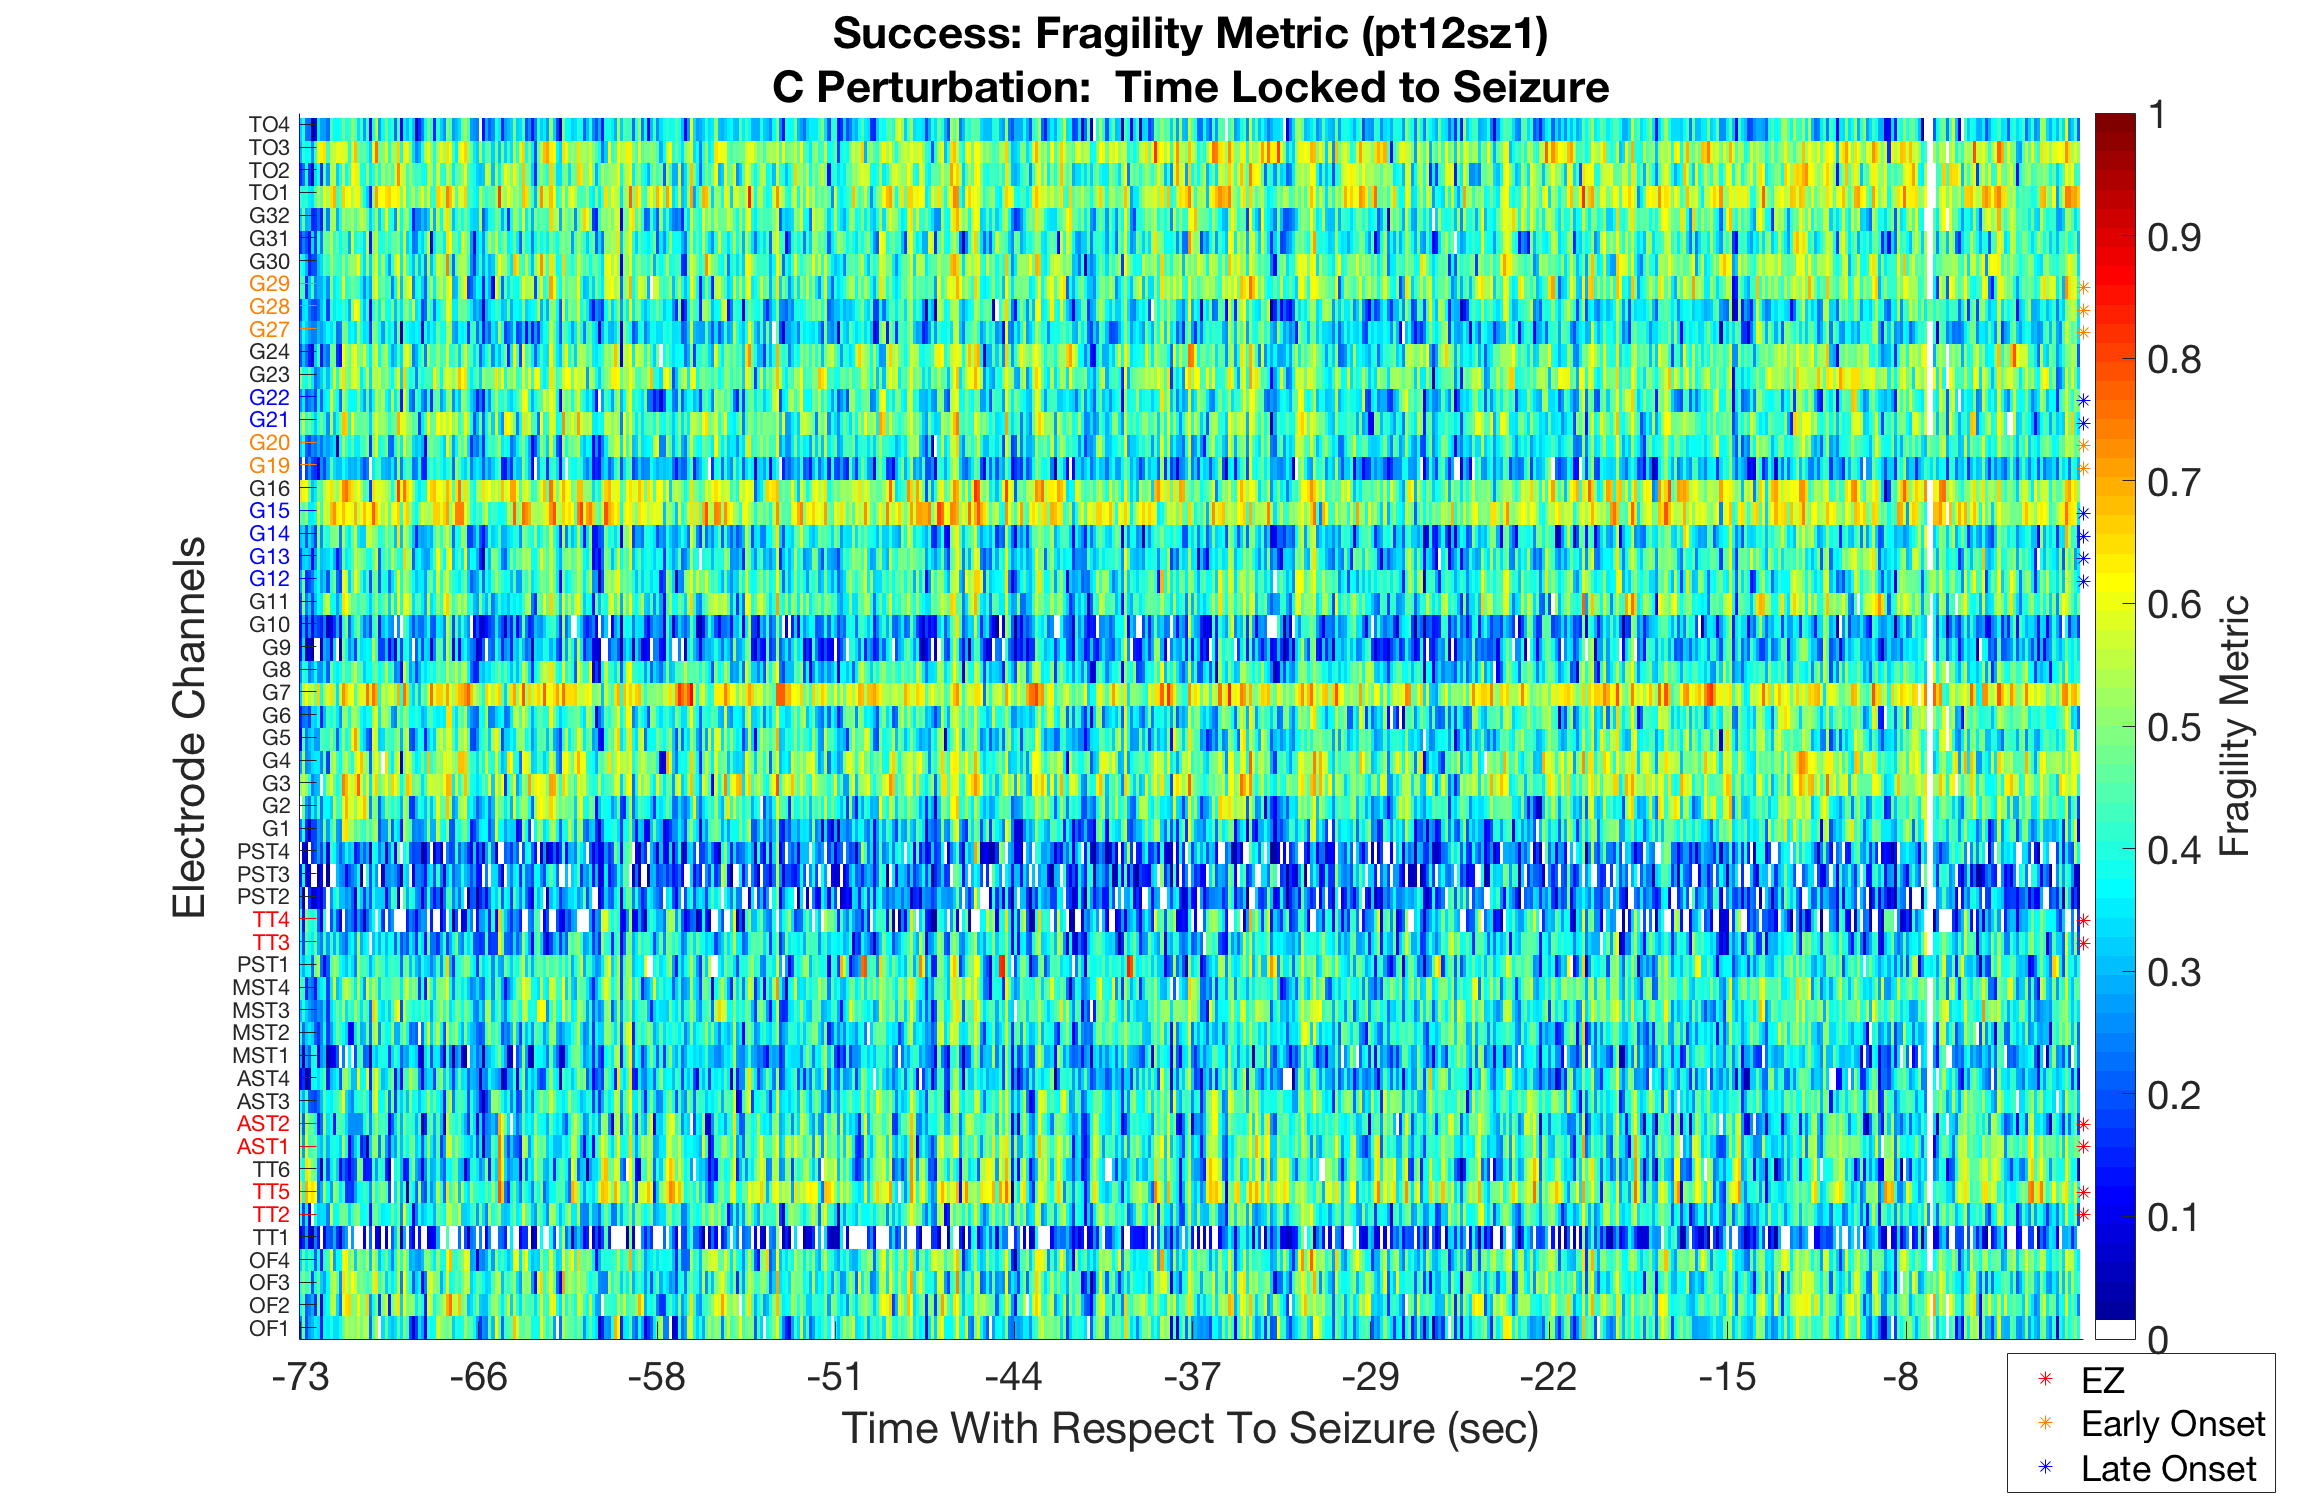 Success: Fragility Metric (pt12sz1)
C Perturbation: Time Locked to Seizure
Electrode Channels
TO4
TO3
TO2
TO1
G32
G31
G30
G29
G28
G27
G24
G23
G22
G21
G20
G19
G16
G15
G14
G13
G12
G11
G10
G9
G8
G7
G6
G5
G4
G3
G2
G1
PST4
PST3
PST2
TT4
TT3
PST1
MST4
MST3
MST2
MST1
AST4
AST3
AST2
AST1
TT6
TT5
TT2
TT1
OF4
OF3
OF2
OF1
-73 -66 -58 -51 -44 -37 -29 -22 -15 -8
Time With Respect To Seizure (sec)
1
0.9
0.8
0.7
0.6
0.5
0.4
0.3
0.2
0.1
0
Fragility Metric
EZ
Early Onset
Late Onset